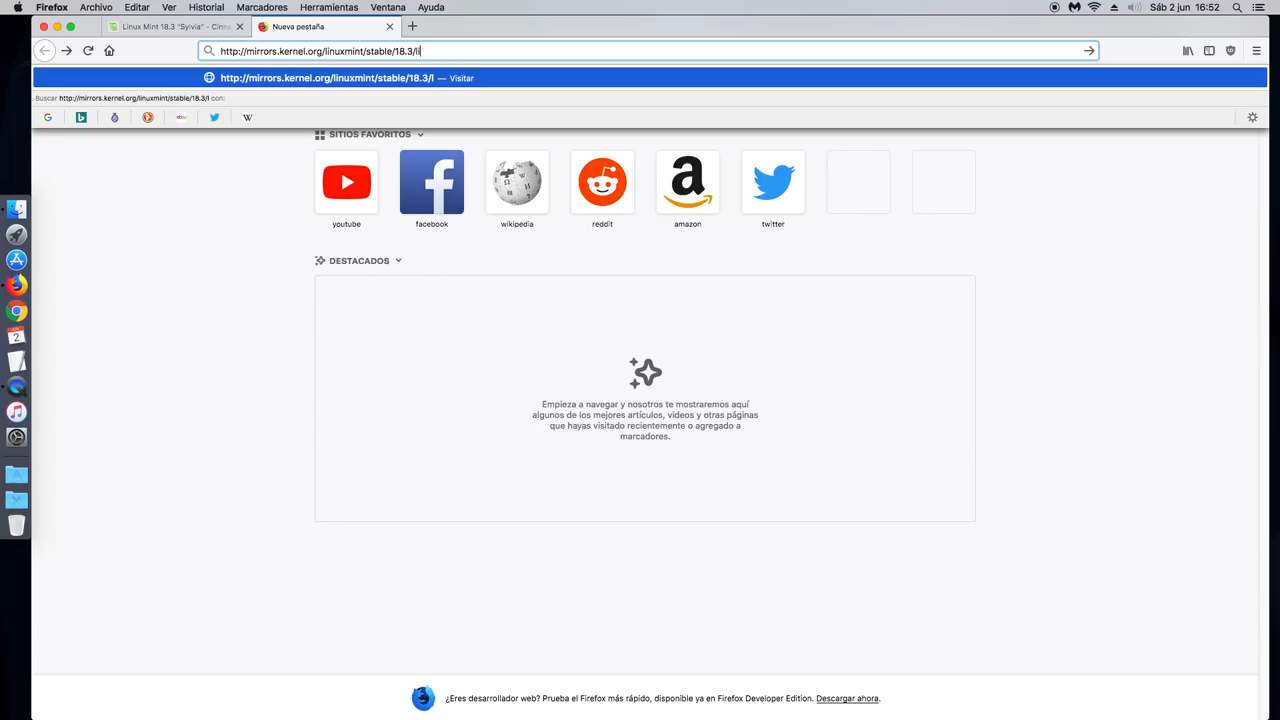 Firefox Archivo Editar Ver Historial Marcadores Herramientas Ventana Ayuda Sáb 2 jun 16:52
Linux Mint 18.3 "Sylvia" - Cinna
Nueva pestaña
http://mirrors.kernel.org/linuxmint/stable/18.3/li
http://mirrors.kernel.org/linuxmint/stable/18.3/l — Visitar
Buscar http://mirrors.kernel.org/linuxmint/stable/18.3/l con:
G ebay W
SITIOS FAVORITOS
youtube facebook wikipedia reddit amazon twitter
DESTACADOS
Empieza a navegar y nosotros te mostraremos aquí
algunos de los mejores artículos, videos y otras páginas
que hayas visitado recientemente o agregado a
marcadores.
2
¿Eres desarrollador web? Prueba el Firefox más rápido, disponible ya en Firefox Developer Edition. Descargar ahora.